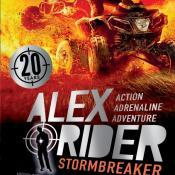 20
YEARS
ALEX
ACTION
ADRENALINE
ADVENTURE
RIDER
STORMBREAKER